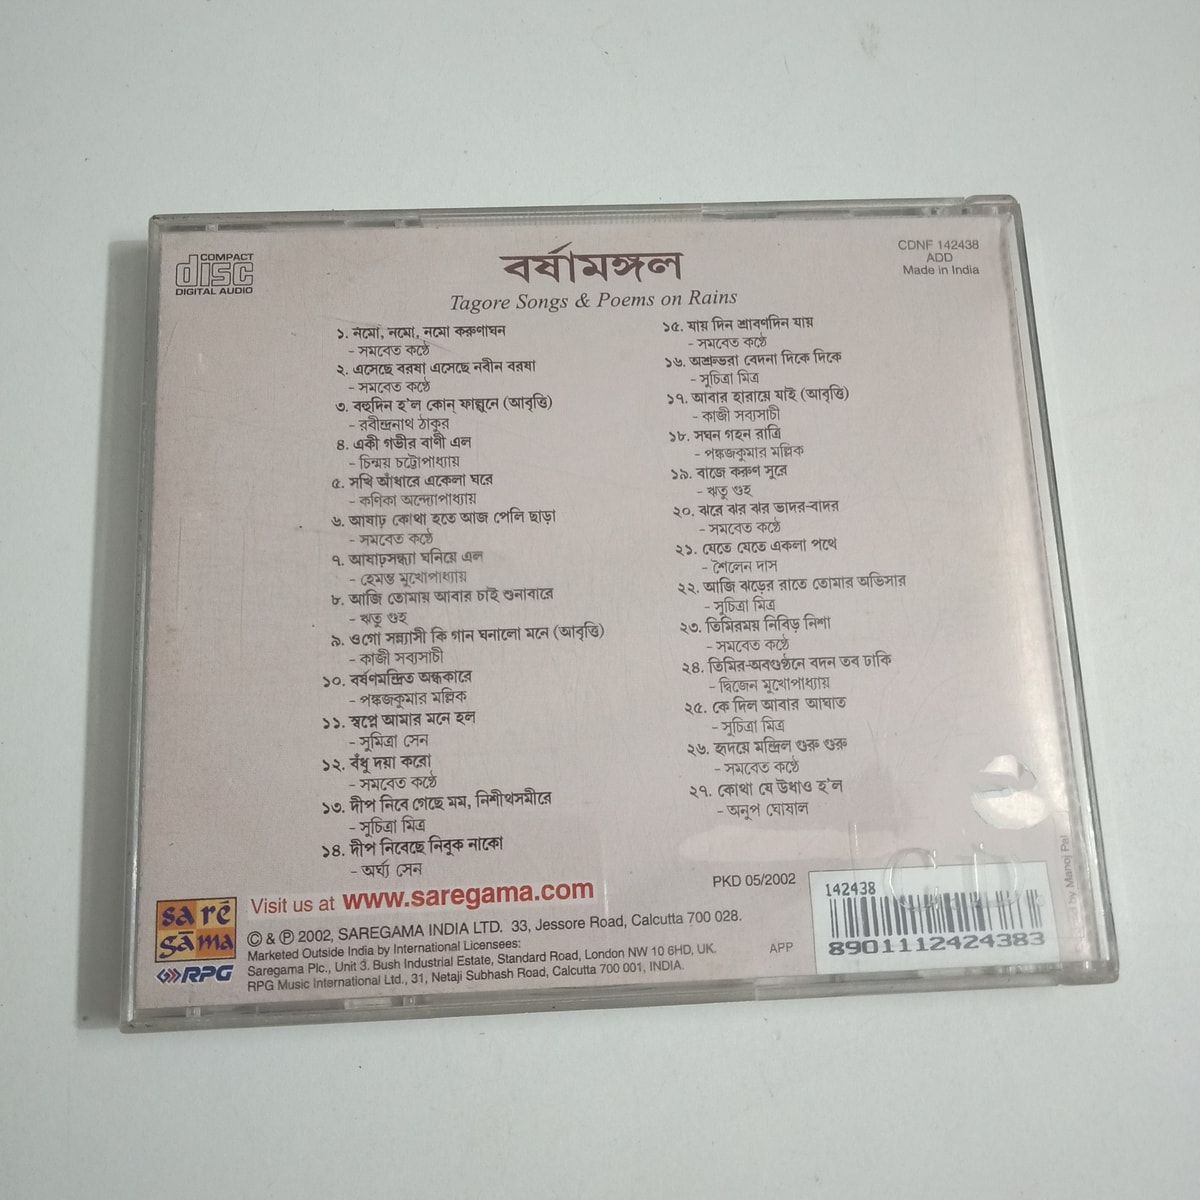 COMPACT
disc
DIGITAL AUDIO
CDNF 142438
ADD
Made in India
বর্ষামঙ্গল
Tagore Songs & Poems on Rains
১. নমো, নমো, নমো করুণাঘন
- সমবেত কণ্ঠে
২. এসেছে বরষা এসেছে নবীন বরষা
- সমবেত কণ্ঠে
৩. বহুদিন হ'ল কোন্ ফাল্গুনে (আবৃত্তি)
- রবীন্দ্রনাথ ঠাকুর
৪. একী গভীর বাণী এল
- চিন্ময় চট্টোপাধ্যায়
৫. সখি আঁধারে একেলা ঘরে
- কণিকা বন্দ্যোপাধ্যায়
৬. আষাঢ় কোথা হতে আজ পেলি ছাড়া
- সমবেত কণ্ঠে
৭. আষাঢ়সন্ধ্যা ঘনিয়ে এল
- হেমন্ত মুখোপাধ্যায়
৮. আজি তোমায় আবার চাই শুনাবারে
- ঋতু গুহ
৯. ওগো সন্ন্যাসী কি গান ঘনালো মনে (আবৃত্তি)
- কাজী সব্যসাচী
১০. বর্ষণমন্দ্রিত অন্ধকারে
- পঙ্কজকুমার মল্লিক
১১. স্বপ্নে আমার মনে হল
- সুমিত্রা সেন
১২. বঁধু দয়া করো
- সমবেত কণ্ঠে
১৩. দীপ নিবে গেছে মম, নিশীথসমীরে
- সুচিত্রা মিত্র
১৪. দীপ নিবেছে নিবুক নাকো
- অর্ঘ্য সেন
১৫. যায় দিন শ্রাবণদিন যায়
- সমবেত কণ্ঠে
১৬. অশ্রুভরা বেদনা দিকে দিকে
- সুচিত্রা মিত্র
১৭. আবার হারায়ে যাই (আবৃত্তি)
- কাজী সব্যসাচী
১৮. সঘন গহন রাত্রি
- পঙ্কজকুমার মল্লিক
১৯. বাজে করুণ সুরে
- ঋতু গুহ
২০. ঝরে ঝর ঝর ভাদর-বাদর
- সমবেত কণ্ঠে
২১. যেতে যেতে একলা পথে
- শৈলেন দাস
২২. আজি ঝড়ের রাতে তোমার অভিসার
- সুচিত্রা মিত্র
২৩. তিমিরময় নিবিড় নিশা
- সমবেত কণ্ঠে
২৪. তিমির-অবগুণ্ঠনে বদন তব ঢাকি
- দ্বিজেন মুখোপাধ্যায়
২৫. কে দিল আবার আঘাত
- সুচিত্রা মিত্র
২৬. হৃদয়ে মন্দ্রিল গুরু গুরু
- সমবেত কণ্ঠে
২৭. কোথা যে উধাও হ'ল
- অনুপ ঘোষাল
PKD 05/2002
sa rē
gā ma
RPG
Visit us at www.saregama.com
© & ℗ 2002, SAREGAMA INDIA LTD. 33, Jessore Road, Calcutta 700 028.
Marketed Outside India by International Licensees:
Saregama Plc., Unit 3. Bush Industrial Estate, Standard Road, London NW 10 6HD, UK.
RPG Music International Ltd., 31, Netaji Subhash Road, Calcutta 700 001, INDIA.
APP
142438
8901112424383
by Manoj Pal